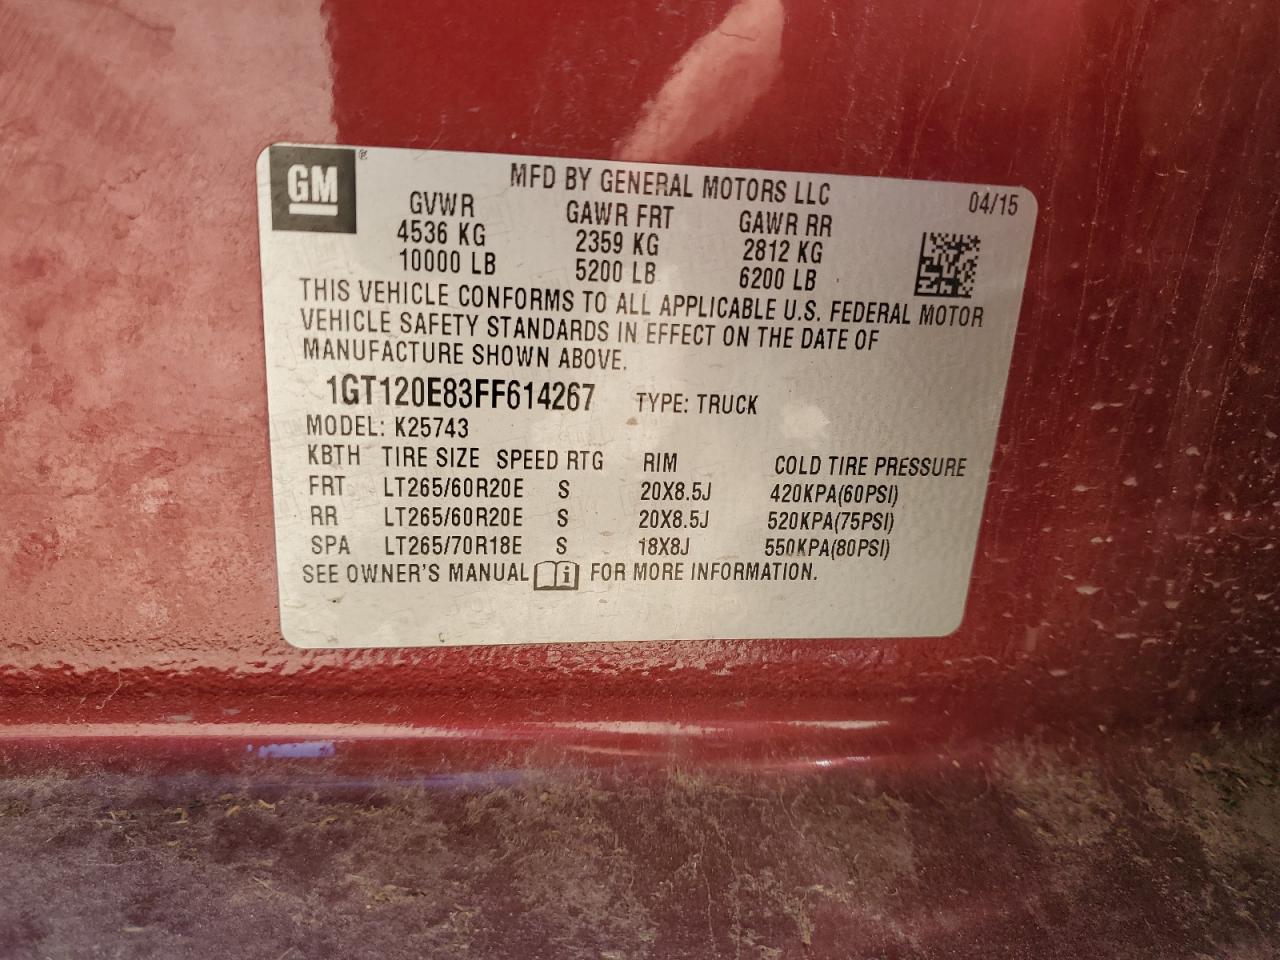 GM ®
MFD BY GENERAL MOTORS LLC 04/15
GVWR GAWR FRT GAWR RR
4536 KG 2359 KG 2812 KG
10000 LB 5200 LB 6200 LB
THIS VEHICLE CONFORMS TO ALL APPLICABLE U.S. FEDERAL MOTOR
VEHICLE SAFETY STANDARDS IN EFFECT ON THE DATE OF
MANUFACTURE SHOWN ABOVE.
1GT120E83FF614267 TYPE: TRUCK
MODEL: K25743
KBTH TIRE SIZE SPEED RTG RIM COLD TIRE PRESSURE
FRT LT265/60R20E S 20X8.5J 420KPA(60PSI)
RR LT265/60R20E S 20X8.5J 520KPA(75PSI)
SPA LT265/70R18E S 18X8J 550KPA(80PSI)
SEE OWNER'S MANUAL i FOR MORE INFORMATION.